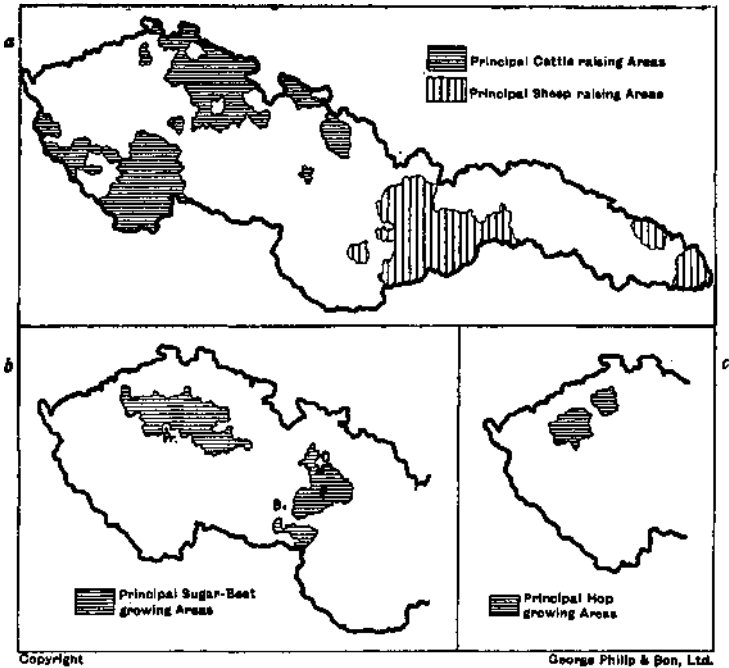 a
Principal Cattle raising Areas
Principal Sheep raising Areas
b
c
Pr.
O.
B.
Principal Sugar-Beet
growing Areas
Principal Hop
growing Areas
Copyright
George Philip & Son, Ltd.